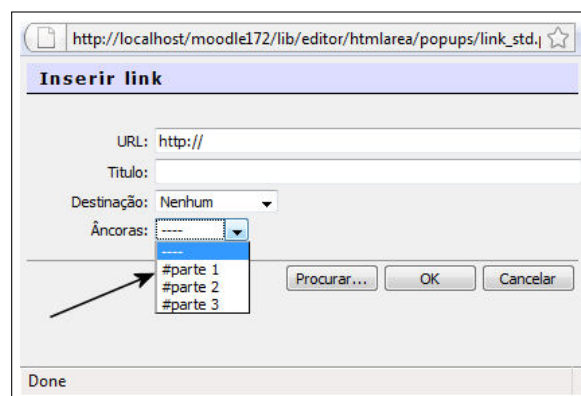 http://localhost/moodle172/lib/editor/htmlarea/popups/link_std.
Inserir link
URL: http://
Titulo:
Destinação: Nenhum
Âncoras: ----
----
#parte 1
#parte 2
#parte 3
Procurar... OK Cancelar
Done